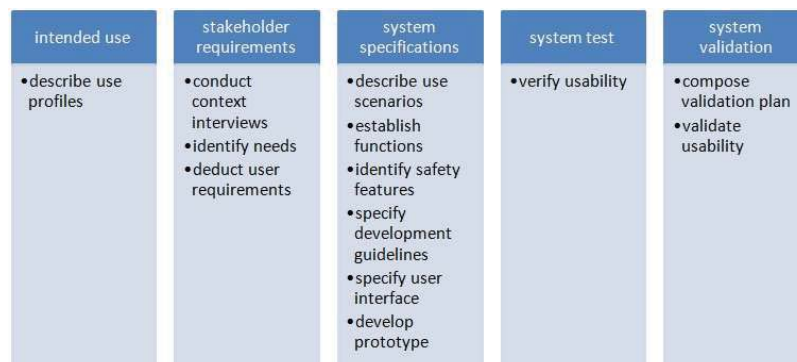 intended use
•describe use
profiles
stakeholder
requirements
•conduct
context
interviews
•identify needs
•deduct user
requirements
system
specifications
•describe use
scenarios
•establish
functions
•identify safety
features
•specify
development
guidelines
•specify user
interface
•develop
prototype
system test
•verify usability
system
validation
•compose
validation plan
•validate
usability